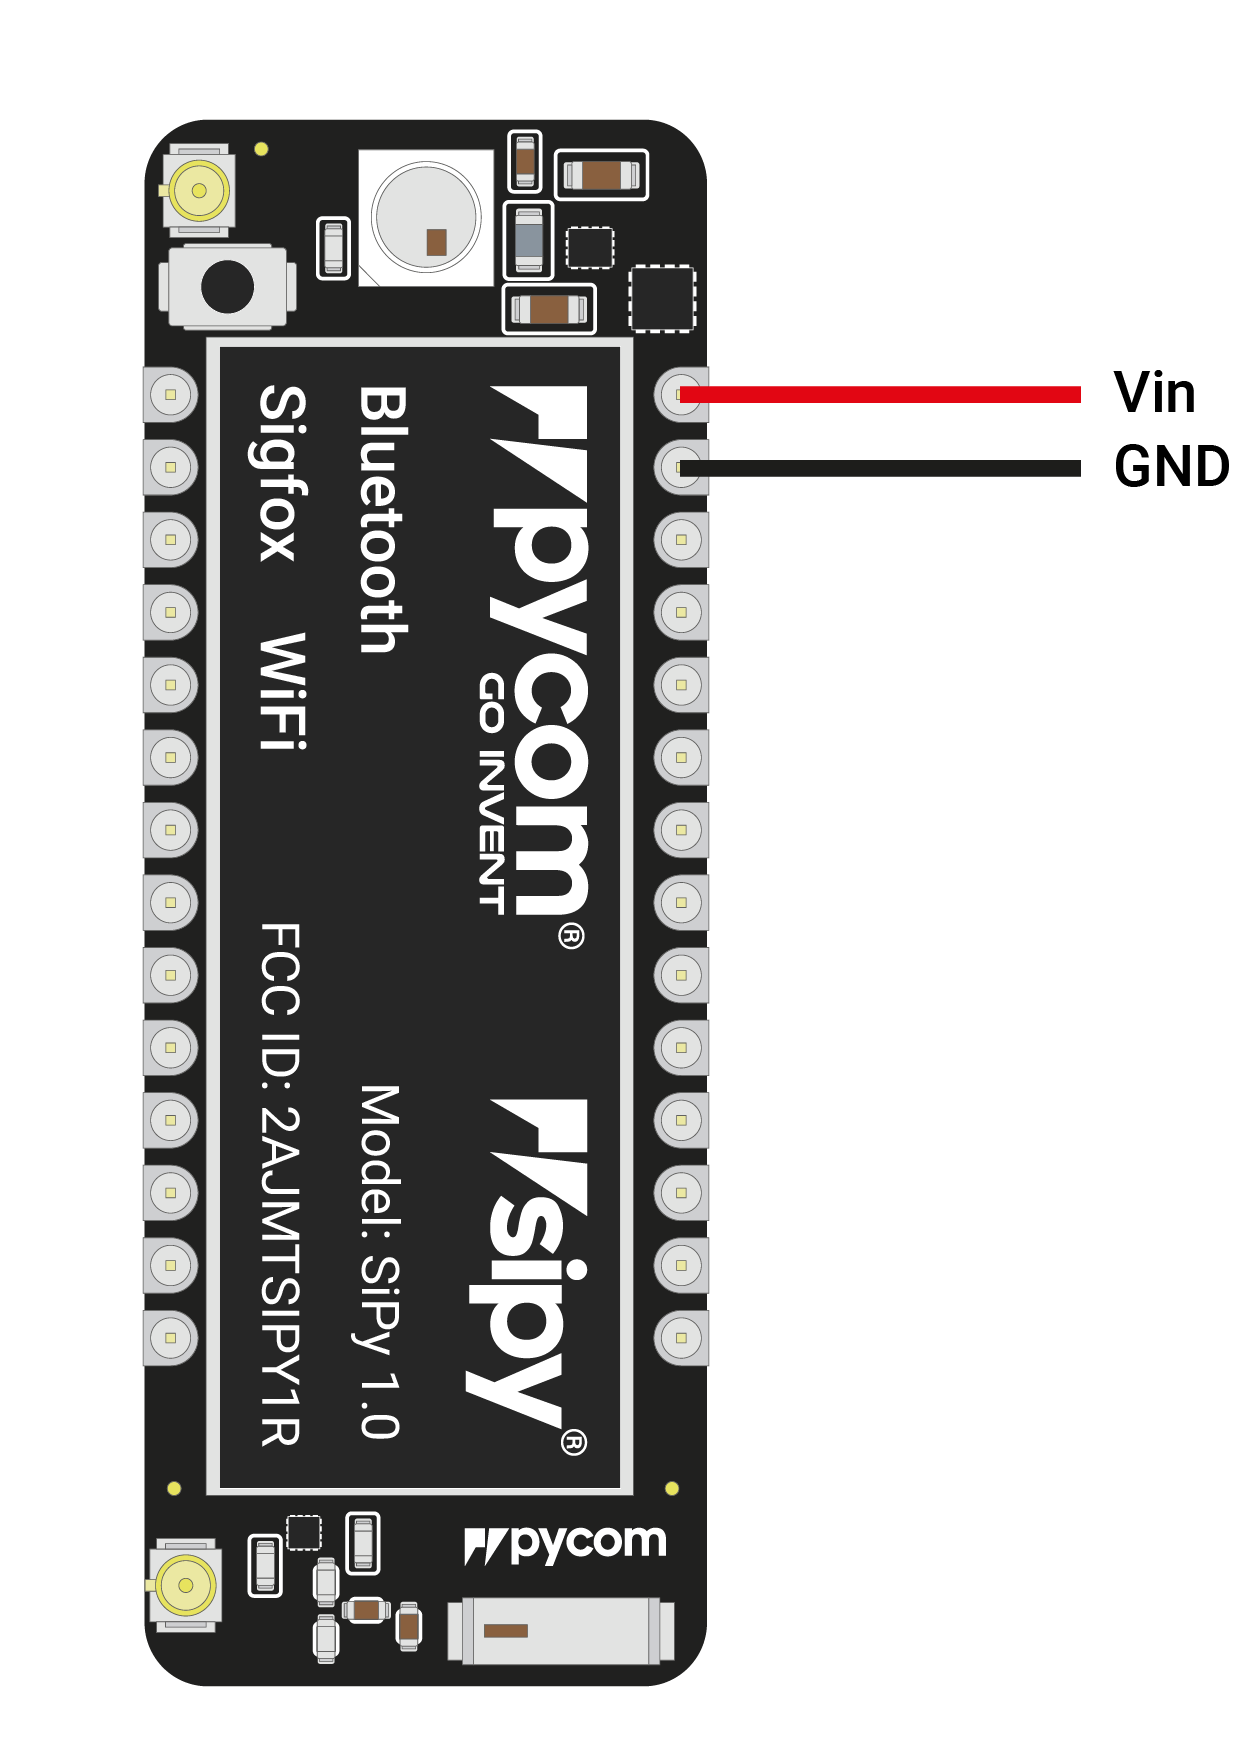 Vin
GND
pycom®
GO INVENT
sipy®
Bluetooth
Model: SiPy 1.0
Sigfox WiFi
FCC ID: 2AJMTSIPY1R
pycom